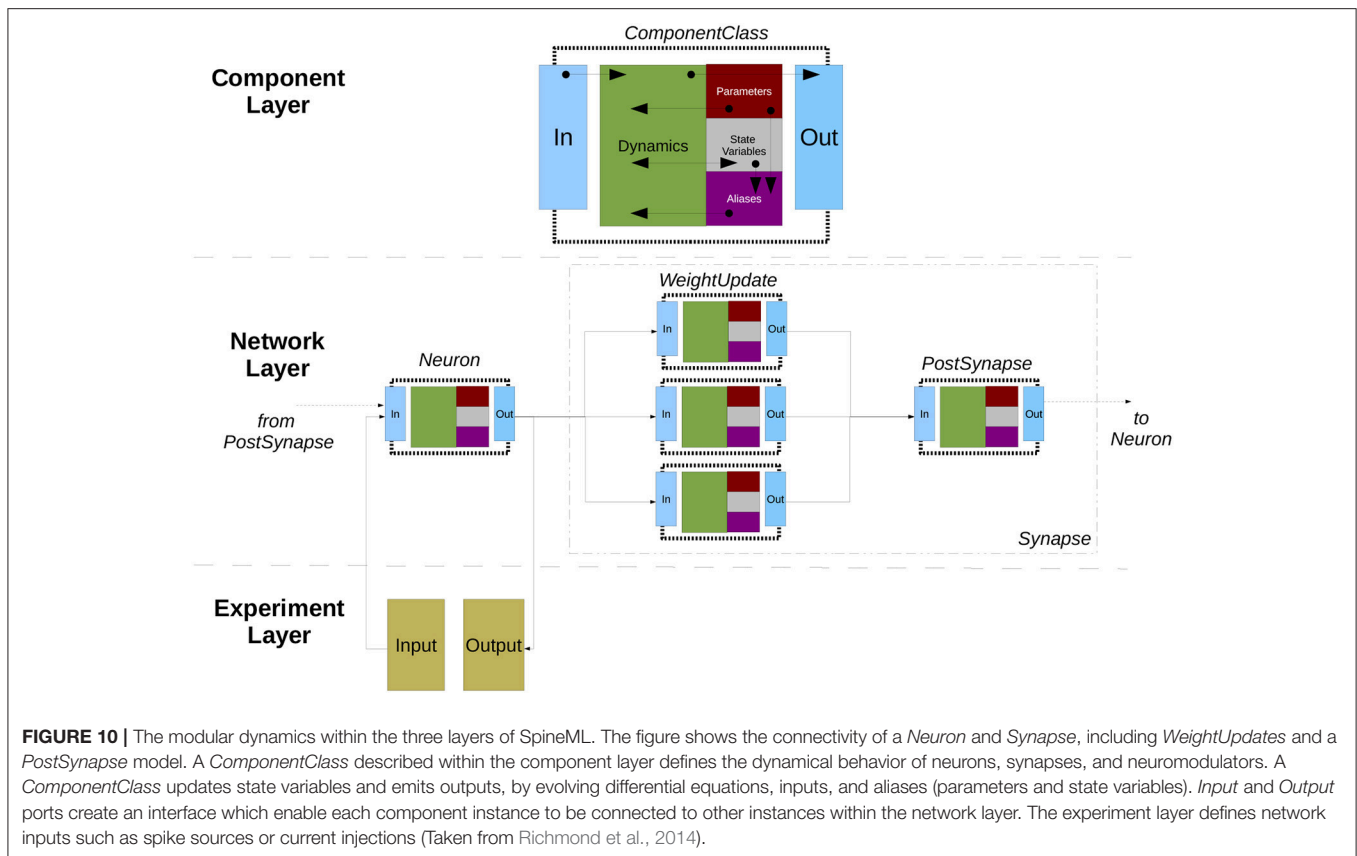 ComponentClass
Component
Layer
In
Dynamics
Parameters
State
Variables
Aliases
Out
WeightUpdate
In
Out
Network
Layer
Neuron
PostSynapse
from
PostSynapse
In
Out
In
Out
In
Out
to
Neuron
In
Out
Synapse
Experiment
Layer
Input
Output
FIGURE 10 | The modular dynamics within the three layers of SpineML. The figure shows the connectivity of a Neuron and Synapse, including WeightUpdates and a
PostSynapse model. A ComponentClass described within the component layer defines the dynamical behavior of neurons, synapses, and neuromodulators. A
ComponentClass updates state variables and emits outputs, by evolving differential equations, inputs, and aliases (parameters and state variables). Input and Output
ports create an interface which enable each component instance to be connected to other instances within the network layer. The experiment layer defines network
inputs such as spike sources or current injections (Taken from Richmond et al., 2014).